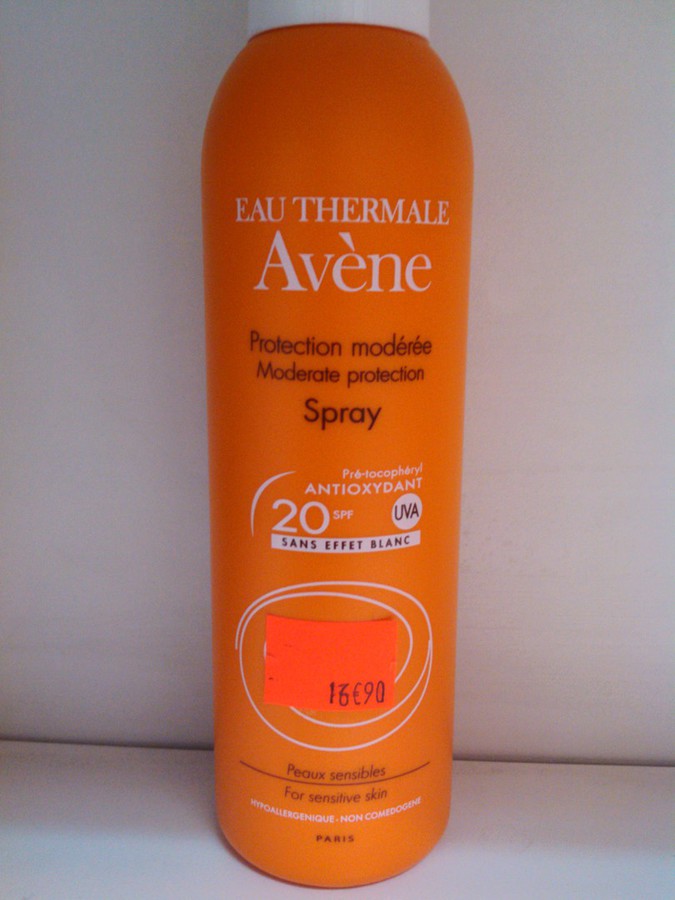 EAU THERMALE
Avène
Protection modérée
Moderate protection
Spray
Pré-tocophéryl
ANTIOXYDANT
20 SPF UVA
SANS EFFET BLANC
16€90
Peaux sensibles
For sensitive skin
HYPOALLERGENIQUE - NON COMEDOGENE
PARIS